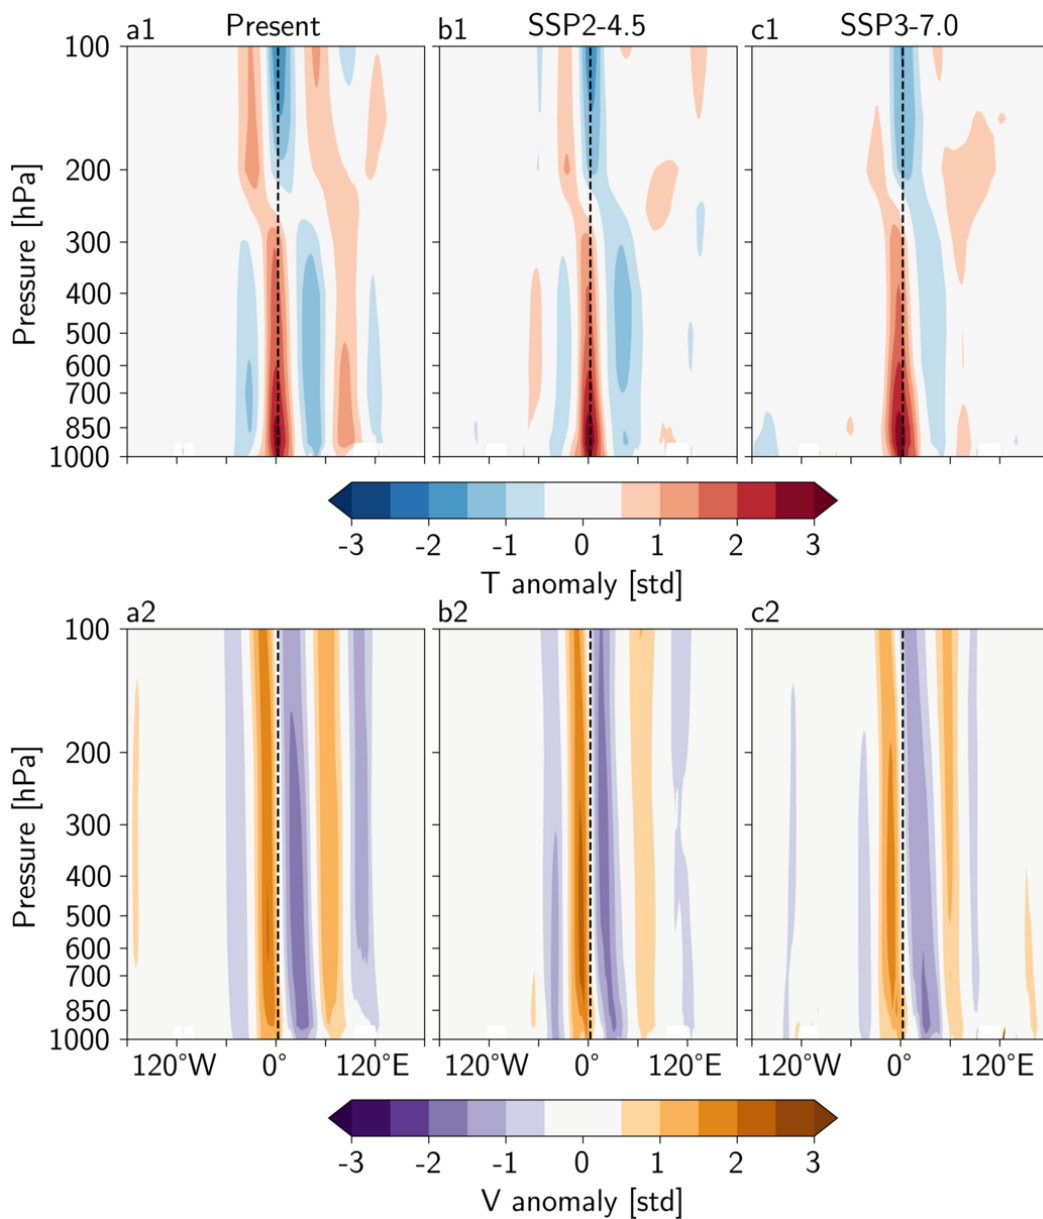 a1 Present b1 SSP2-4.5 c1 SSP3-7.0
Pressure [hPa]
100
200
300
400
500
600
700
850
1000
-3 -2 -1 0 1 2 3
T anomaly [std]
a2 b2 c2
Pressure [hPa]
100
200
300
400
500
600
700
850
1000
120°W 0° 120°E 120°W 0° 120°E 120°W 0° 120°E
-3 -2 -1 0 1 2 3
V anomaly [std]